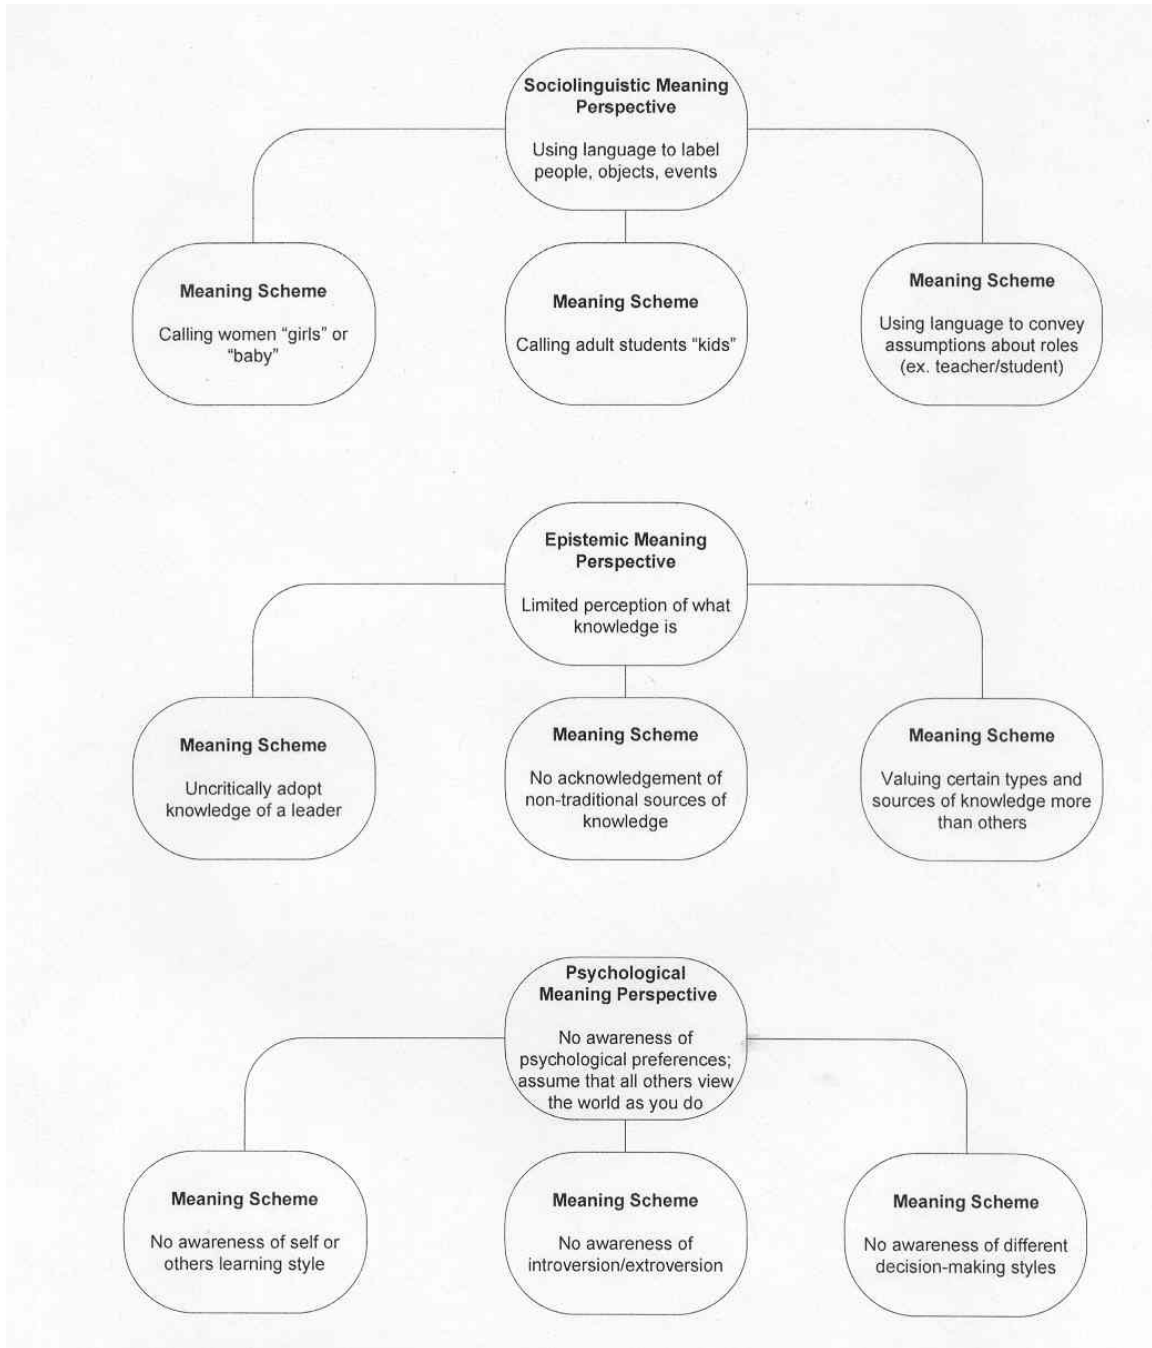 Sociolinguistic Meaning
Perspective
Using language to label
people, objects, events
Meaning Scheme
Calling women “girls” or
“baby”
Meaning Scheme
Calling adult students “kids”
Meaning Scheme
Using language to convey
assumptions about roles
(ex. teacher/student)
Epistemic Meaning
Perspective
Limited perception of what
knowledge is
Meaning Scheme
Uncritically adopt
knowledge of a leader
Meaning Scheme
No acknowledgement of
non-traditional sources of
knowledge
Meaning Scheme
Valuing certain types and
sources of knowledge more
than others
Psychological
Meaning Perspective
No awareness of
psychological preferences;
assume that all others view
the world as you do
Meaning Scheme
No awareness of self or
others learning style
Meaning Scheme
No awareness of
introversion/extroversion
Meaning Scheme
No awareness of different
decision-making styles